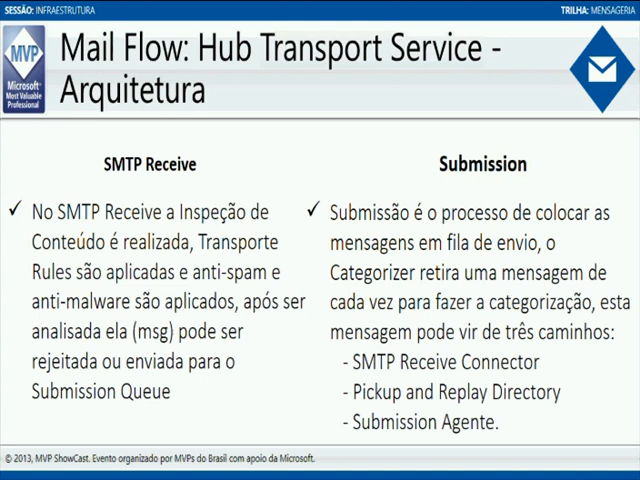 SESSÃO: INFRAESTRUTURA
TRILHA: MENSAGERIA
MVP
Microsoft
Most Valuable
Professional
Mail Flow: Hub Transport Service -
Arquitetura
SMTP Receive
✓ No SMTP Receive a Inspeção de
Conteúdo é realizada, Transporte
Rules são aplicadas e anti-spam e
anti-malware são aplicados, após ser
analisada ela (msg) pode ser
rejeitada ou enviada para o
Submission Queue
Submission
✓ Submissão é o processo de colocar as
mensagens em fila de envio, o
Categorizer retira uma mensagem de
cada vez para fazer a categorização, esta
mensagem pode vir de três caminhos:
- SMTP Receive Connector
- Pickup and Replay Directory
- Submission Agente.
© 2013, MVP ShowCast. Evento organizado por MVPs do Brasil com apoio da Microsoft.